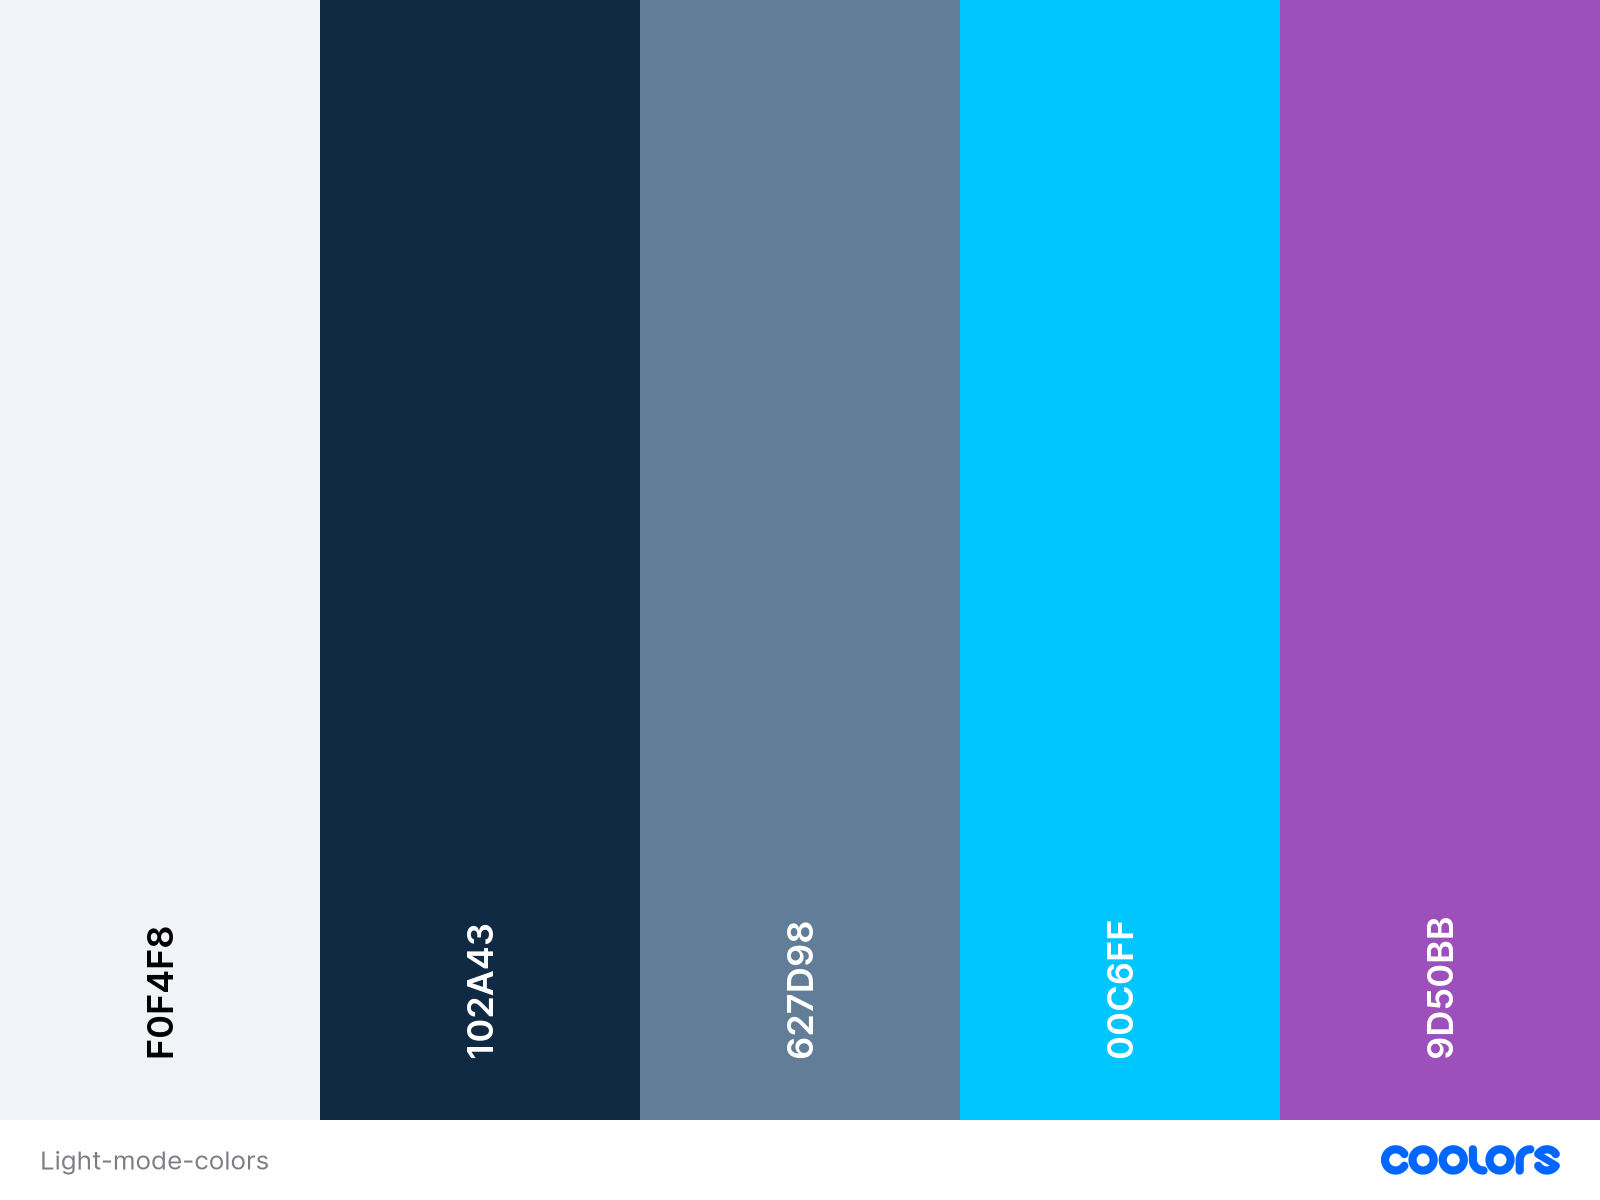 F0F4F8
102A43
627D98
00C6FF
9D50BB
Light-mode-colors
coolors